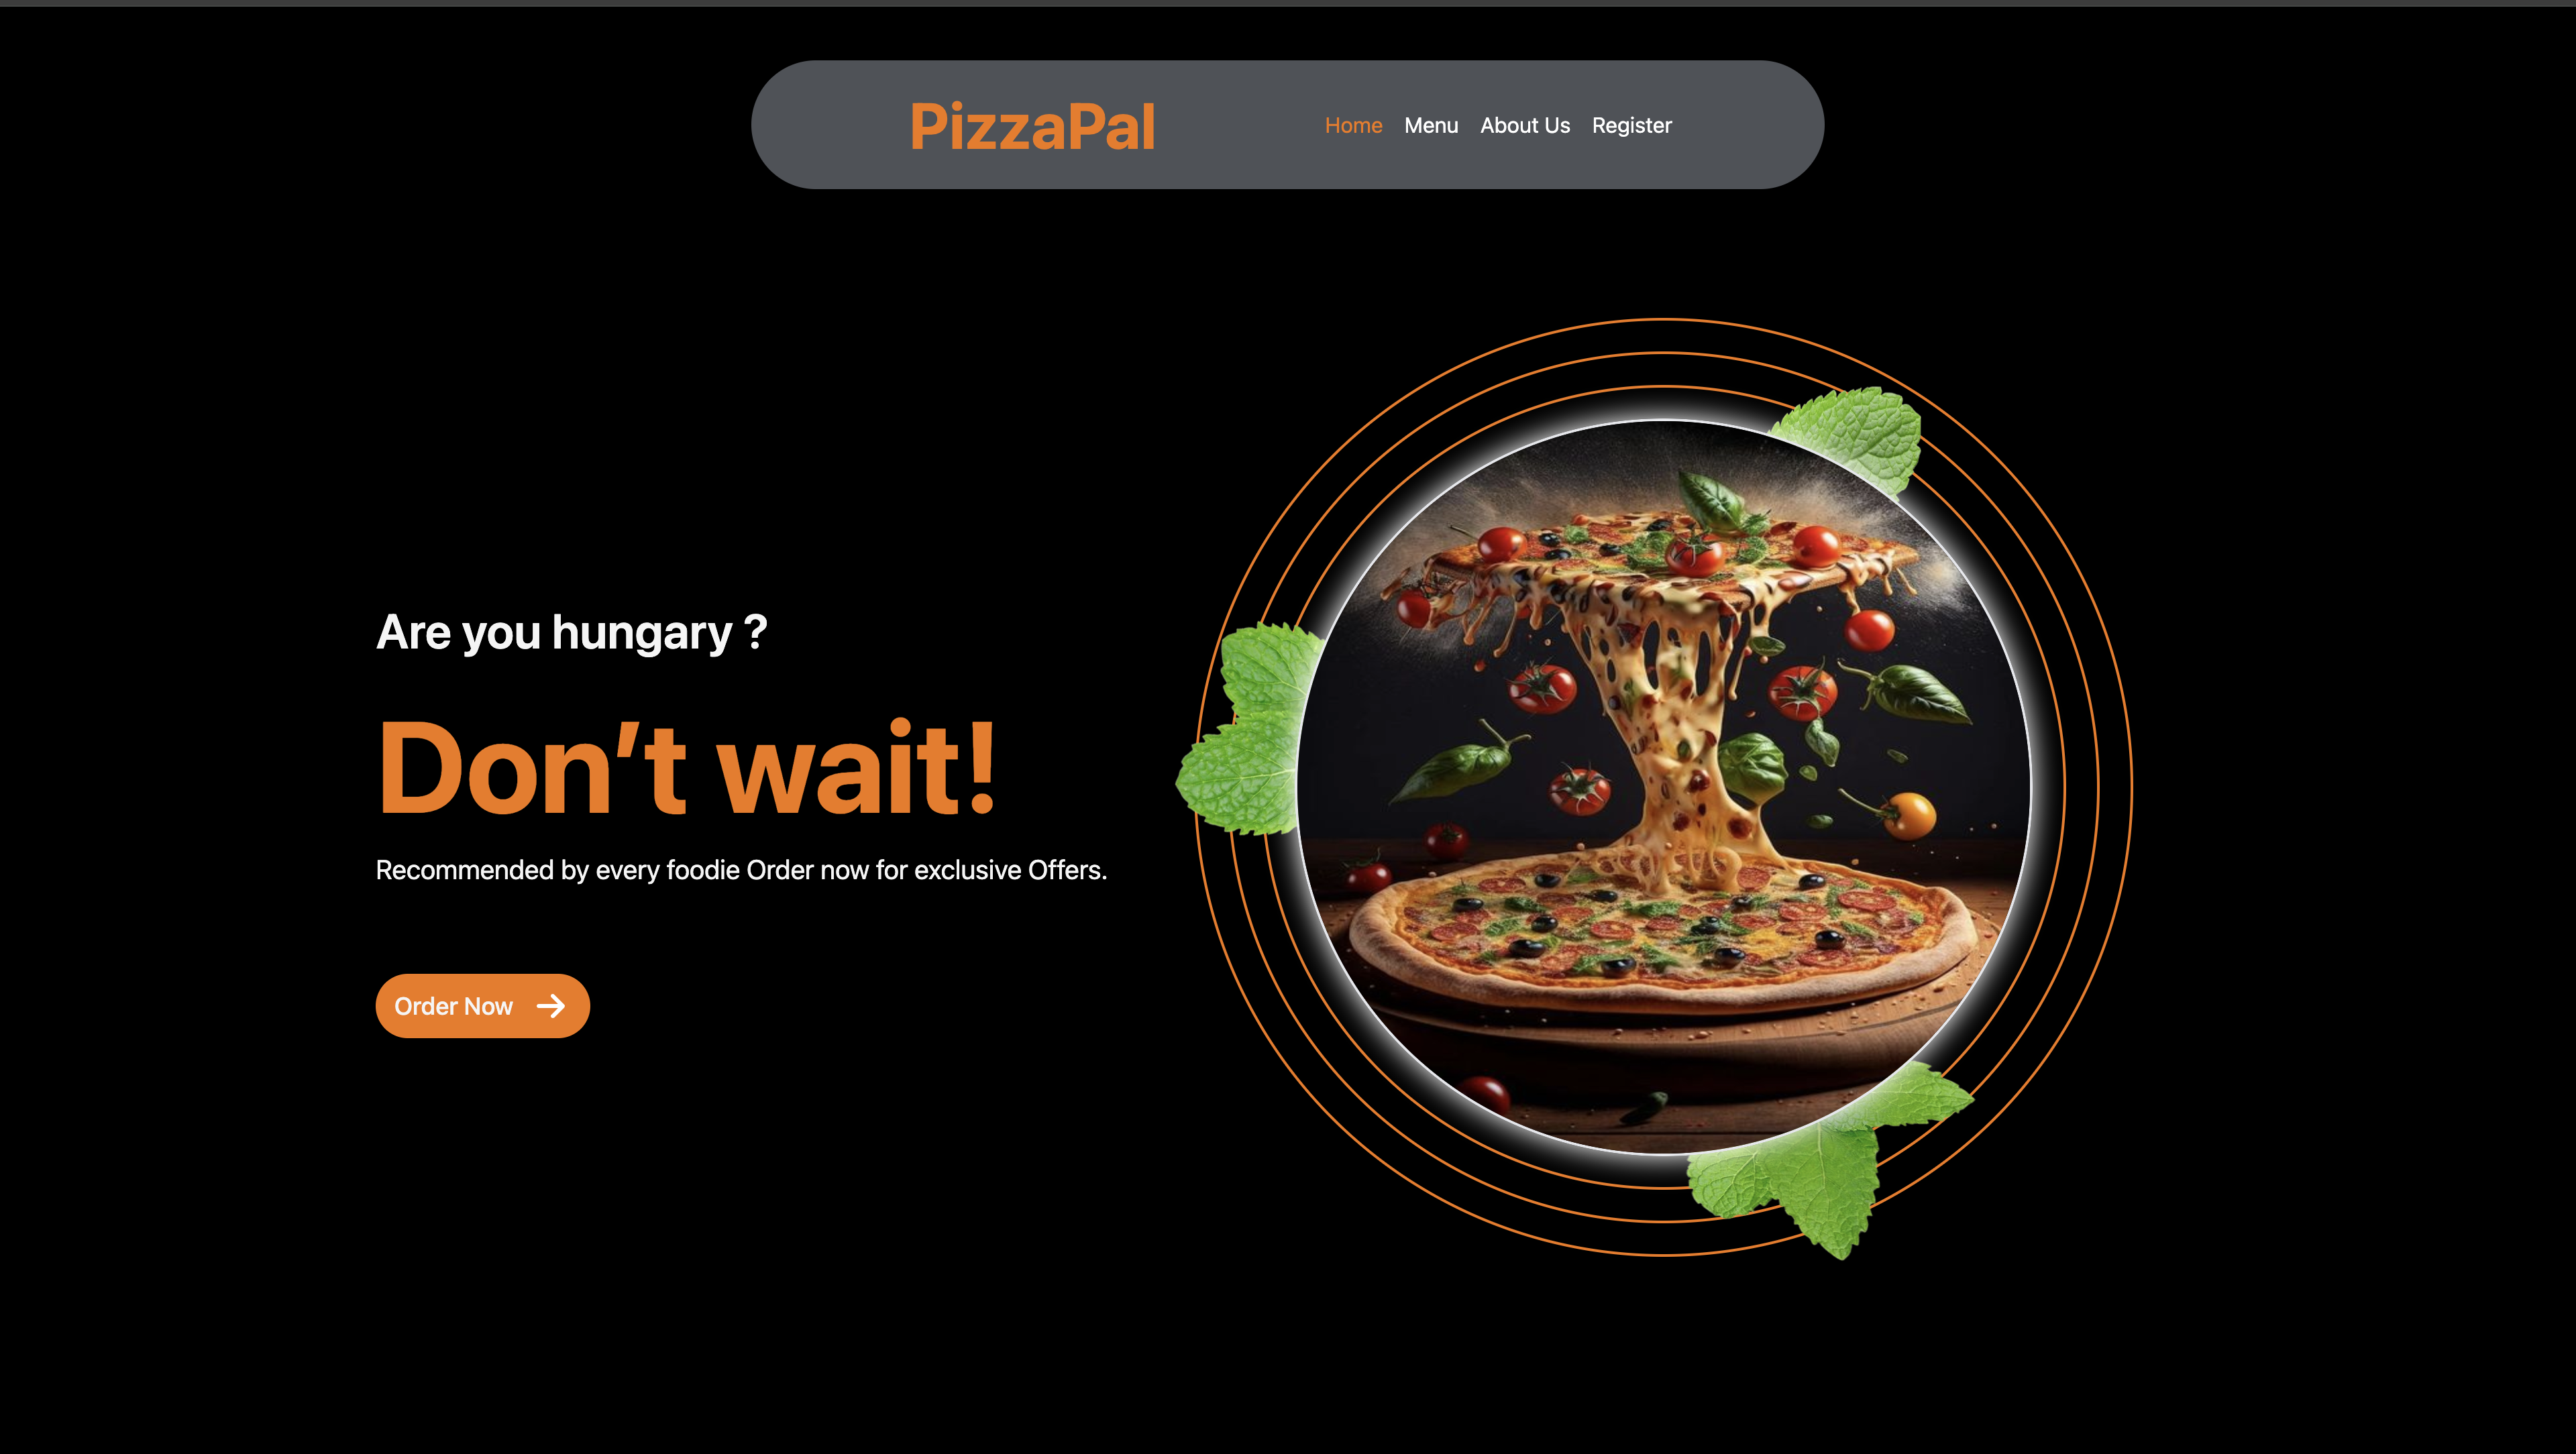 PizzaPal
Home Menu About Us Register
Are you hungary ?
Don’t wait!
Recommended by every foodie Order now for exclusive Offers.
Order Now